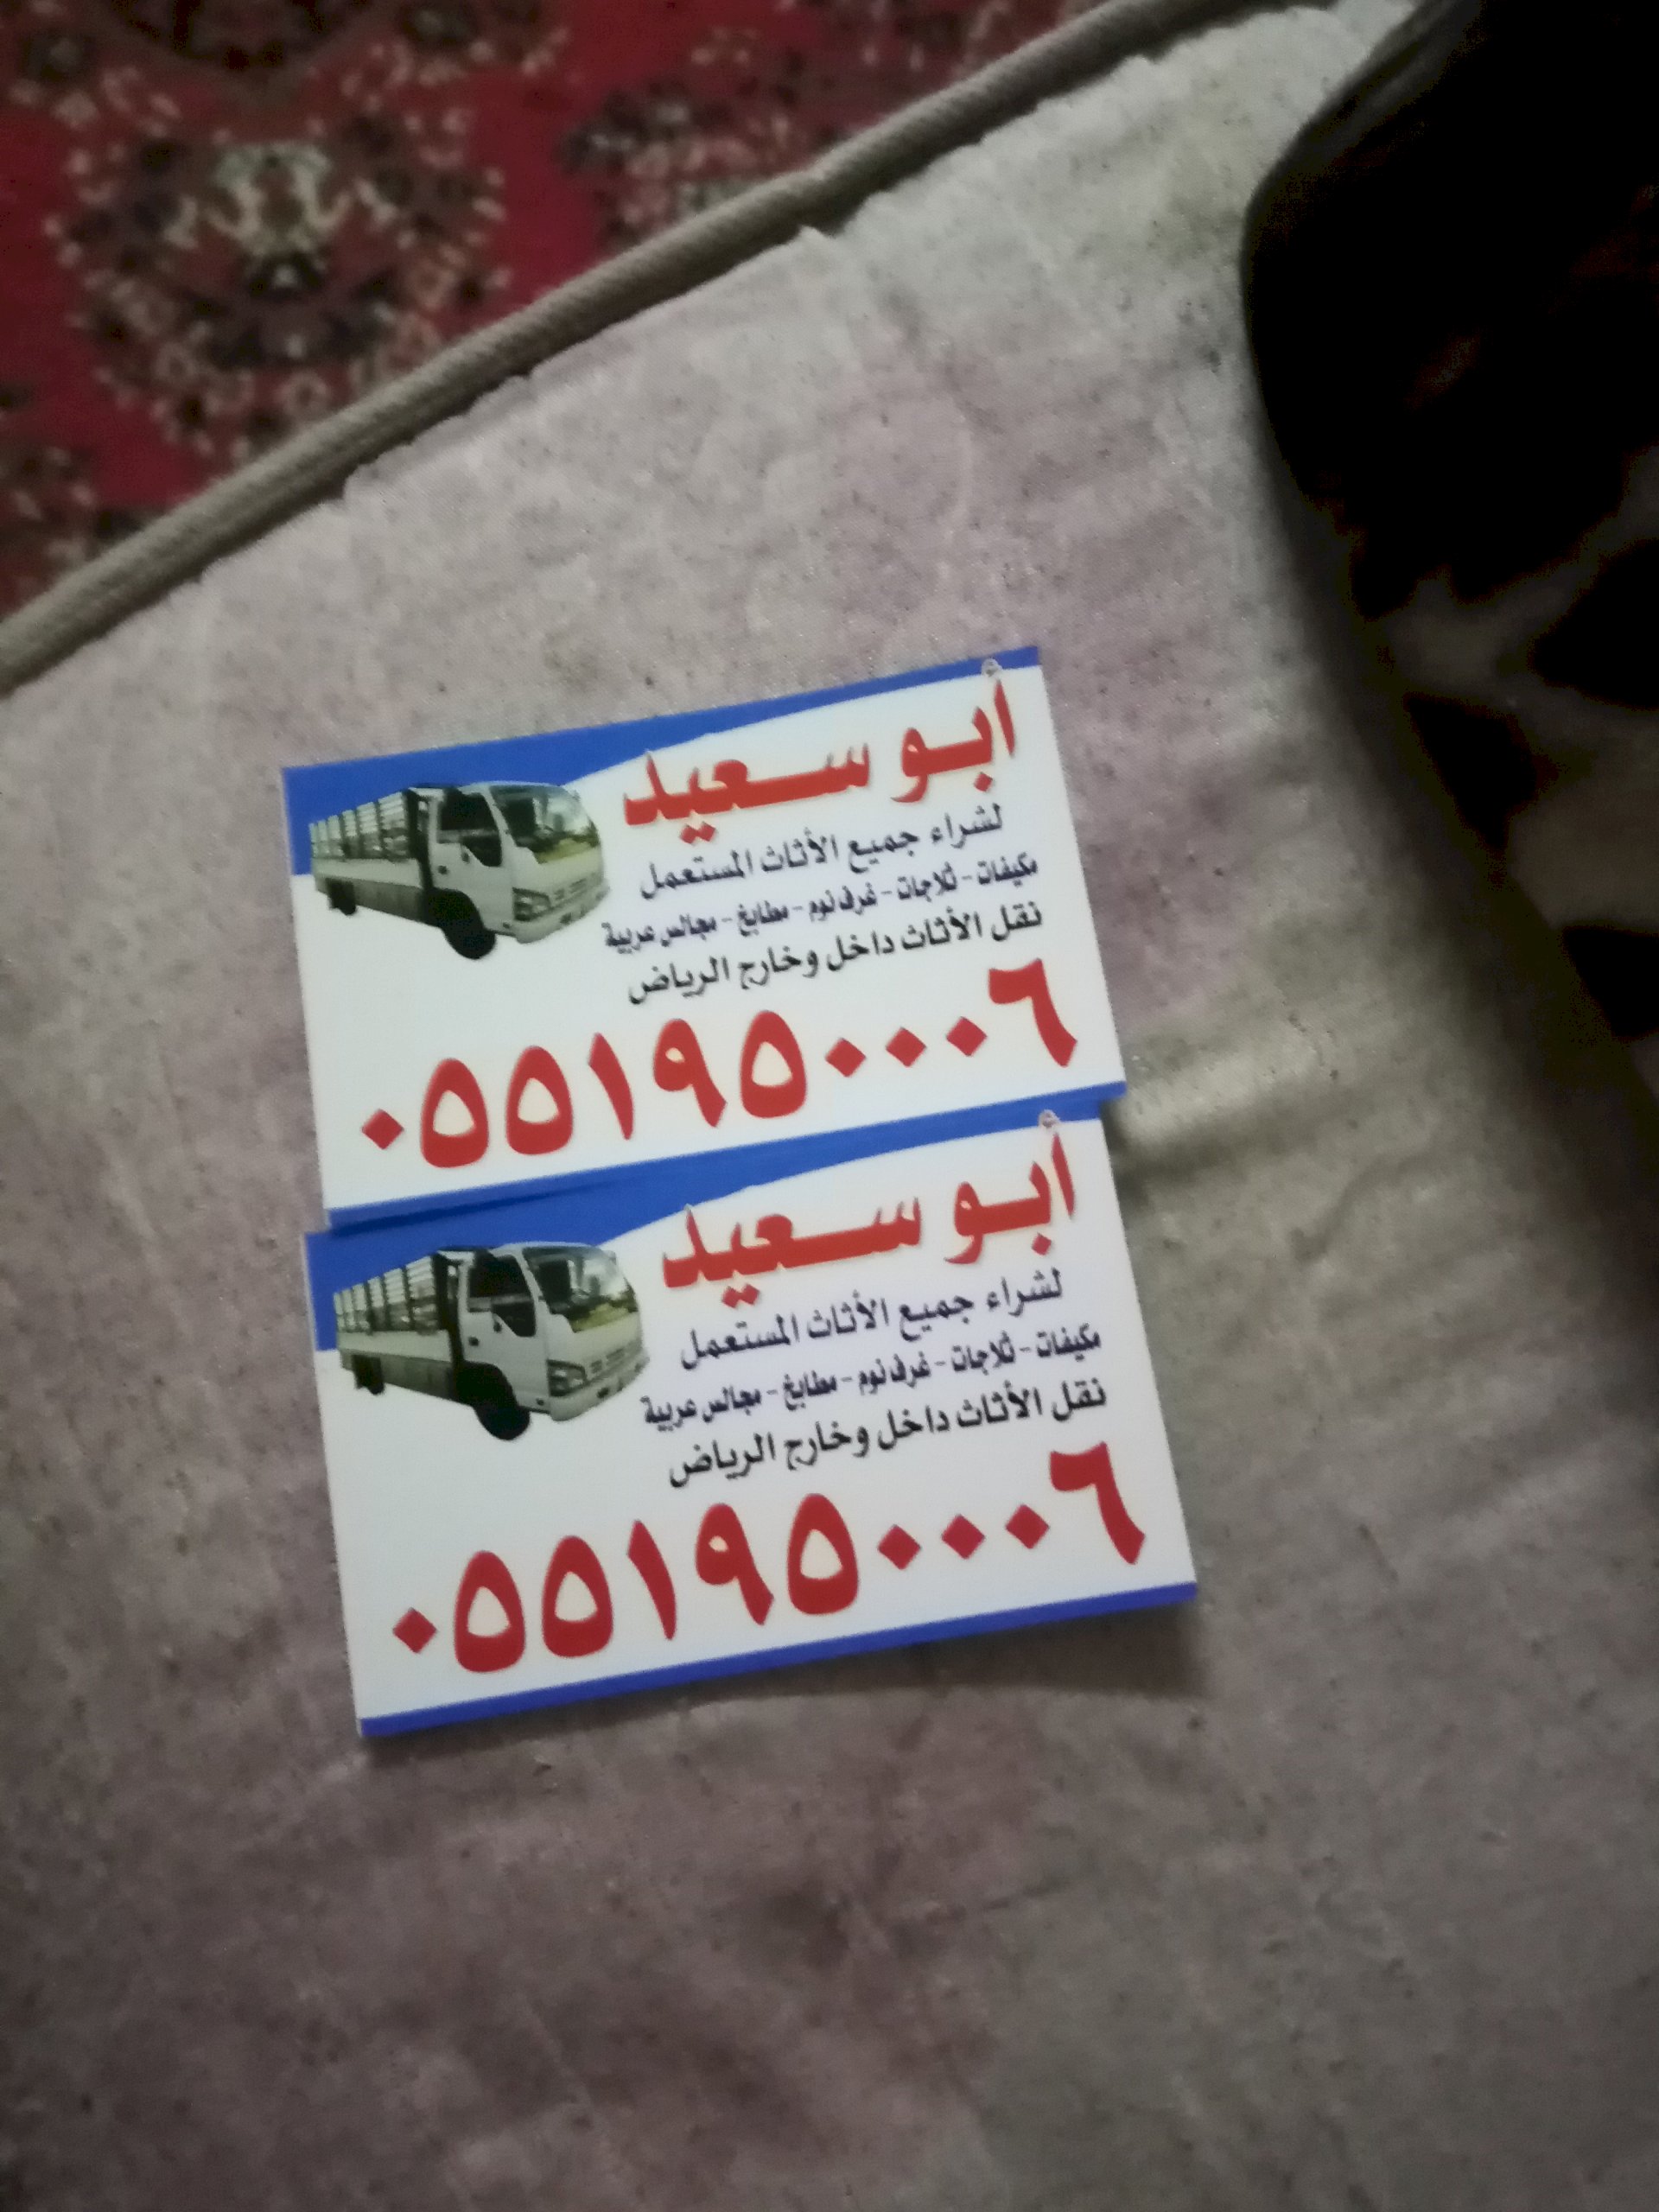 أبو سعيد
لشراء جميع الأثاث المستعمل
مكيفات - ثلاجات - غرف نوم - مطابخ - مجالس عربية
نقل الأثاث داخل وخارج الرياض
٠٥٥١٩٥٠٠٠٦
أبو سعيد
لشراء جميع الأثاث المستعمل
مكيفات - ثلاجات - غرف نوم - مطابخ - مجالس عربية
نقل الأثاث داخل وخارج الرياض
٠٥٥١٩٥٠٠٠٦